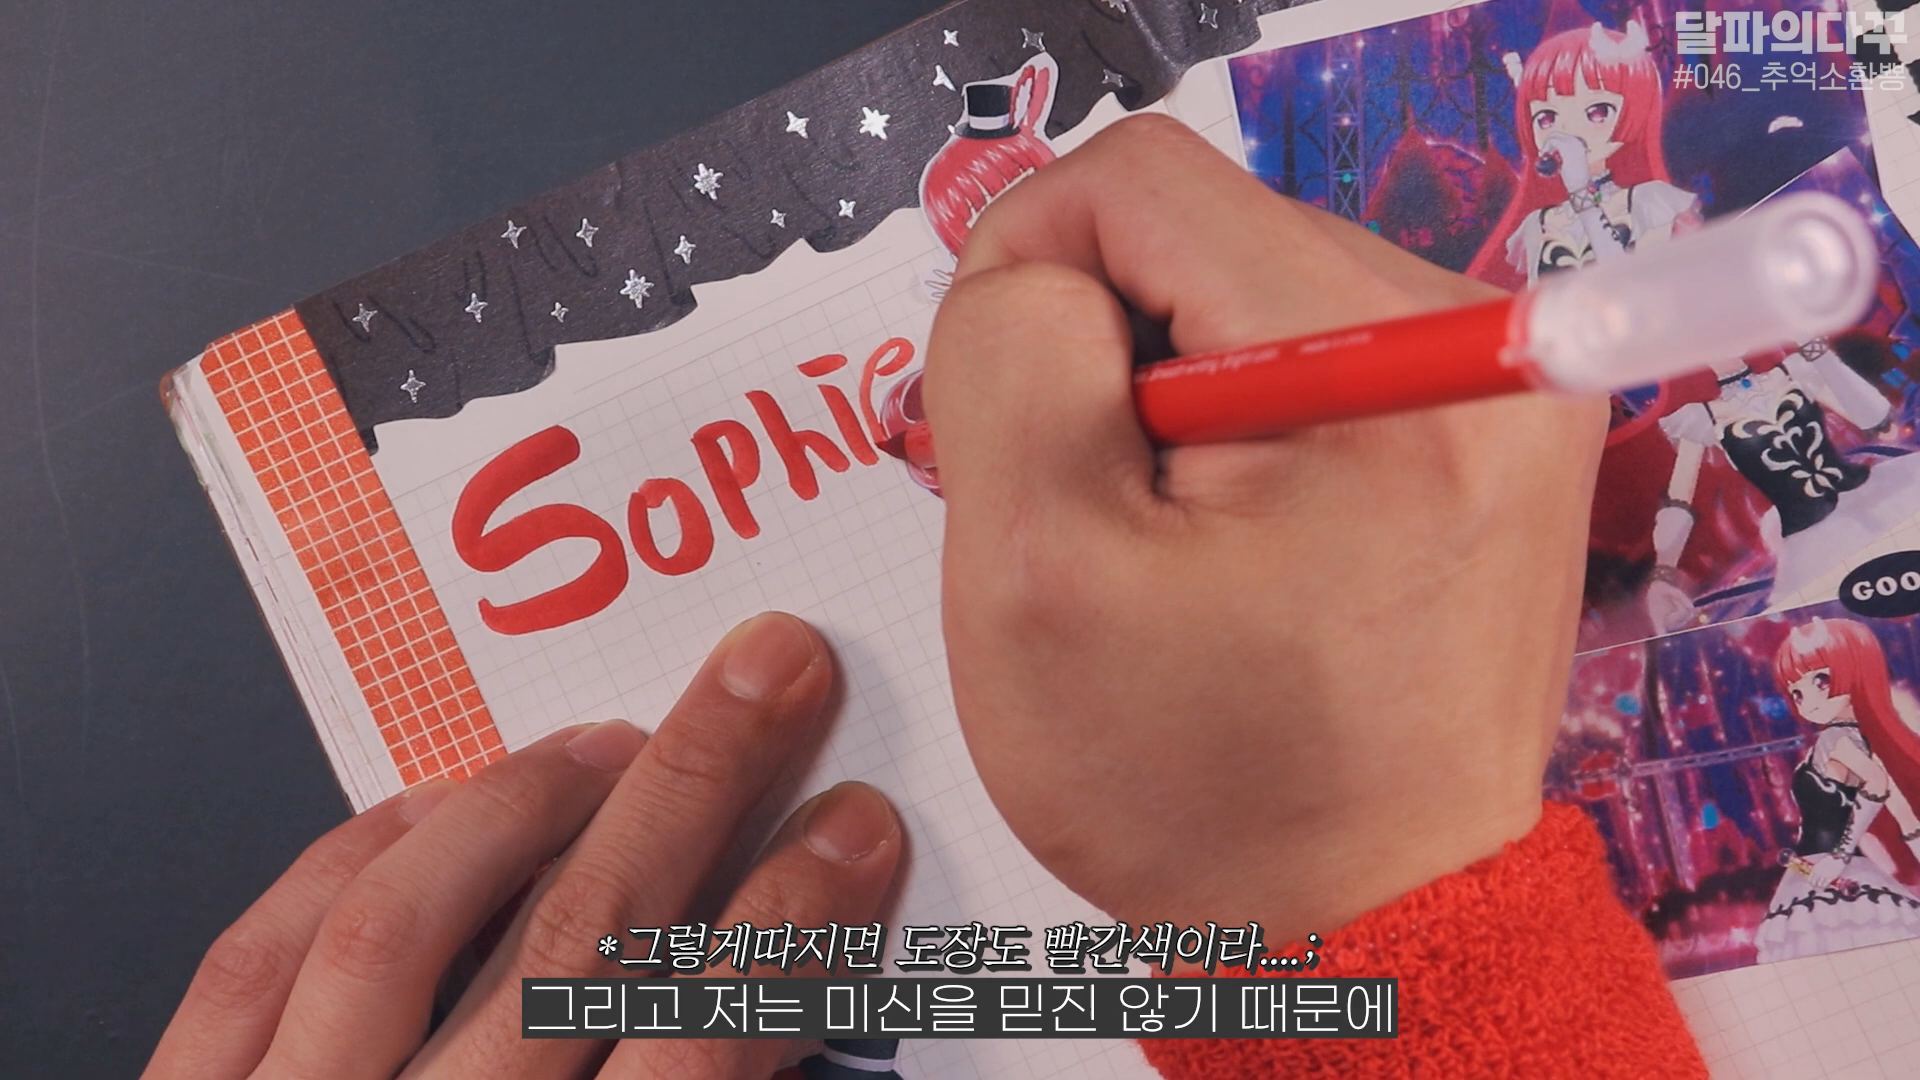 달파의다꾸
#046_추억소환뿅
Sophie
GOO
*그렇게따지면 도장도 빨간색이라....;
그리고 저는 미신을 믿진 않기 때문에